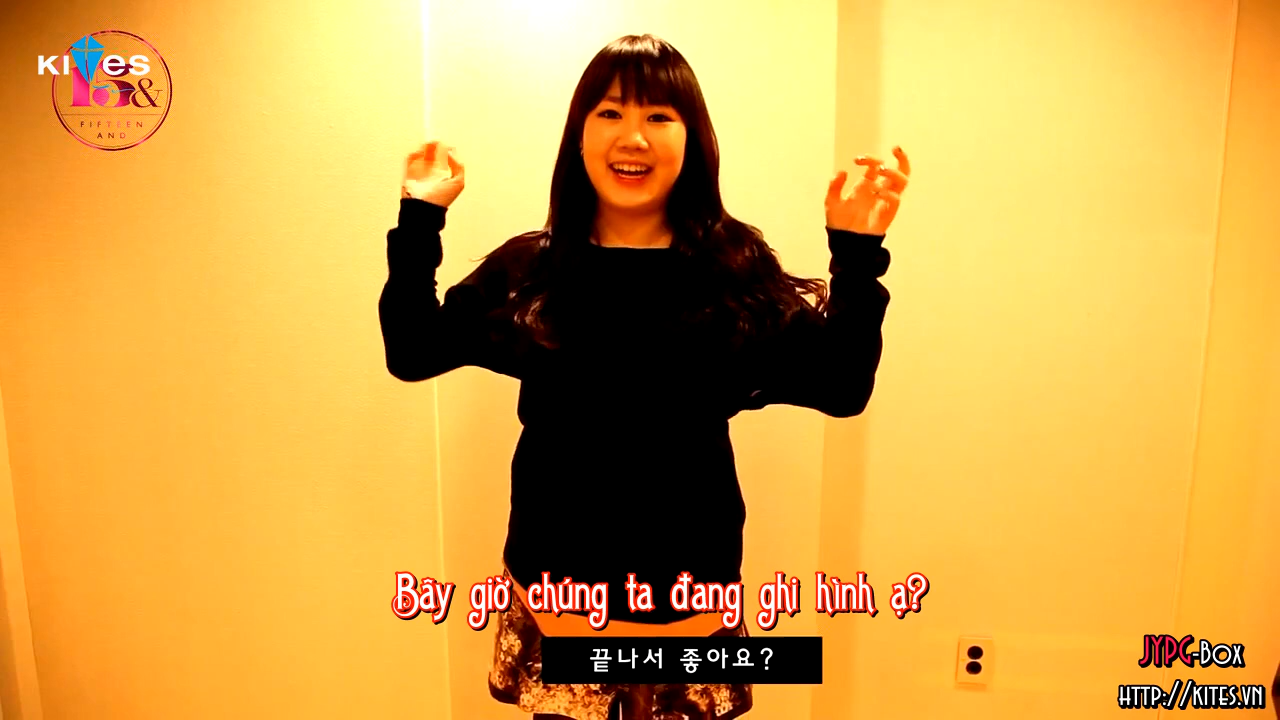 KITES
15&
FIFTEEN
AND
Bây giờ chúng ta đang ghi hình ạ?
끝나서 좋아요?
JYPG-BOX
HTTP://KITES.VN